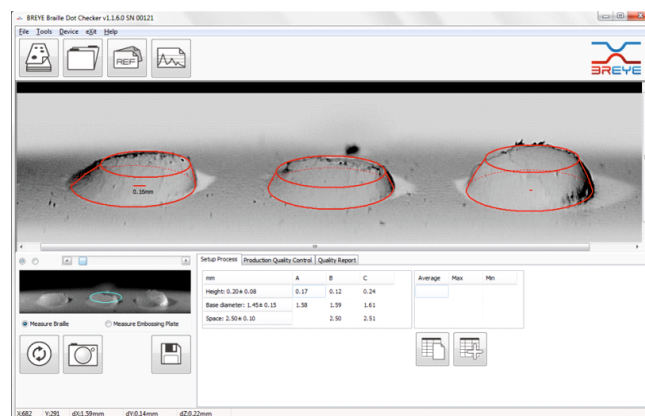 BREYE Braille Dot Checker v1.1.6.0 SN 00121
File Tools Device eXit Help
REF
BREYE
0.16mm
Setup Process Production Quality Control Quality Report
mm A B C
Height: 0.20± 0.08 0.17 0.12 0.24
Base diameter: 1.45± 0.15 1.58 1.59 1.61
Space: 2.50± 0.10 2.50 2.51
Average Max Min
Measure Braille Measure Embossing Plate
X:682 Y:291 dX:1.59mm dY:0.14mm dZ:0.22mm